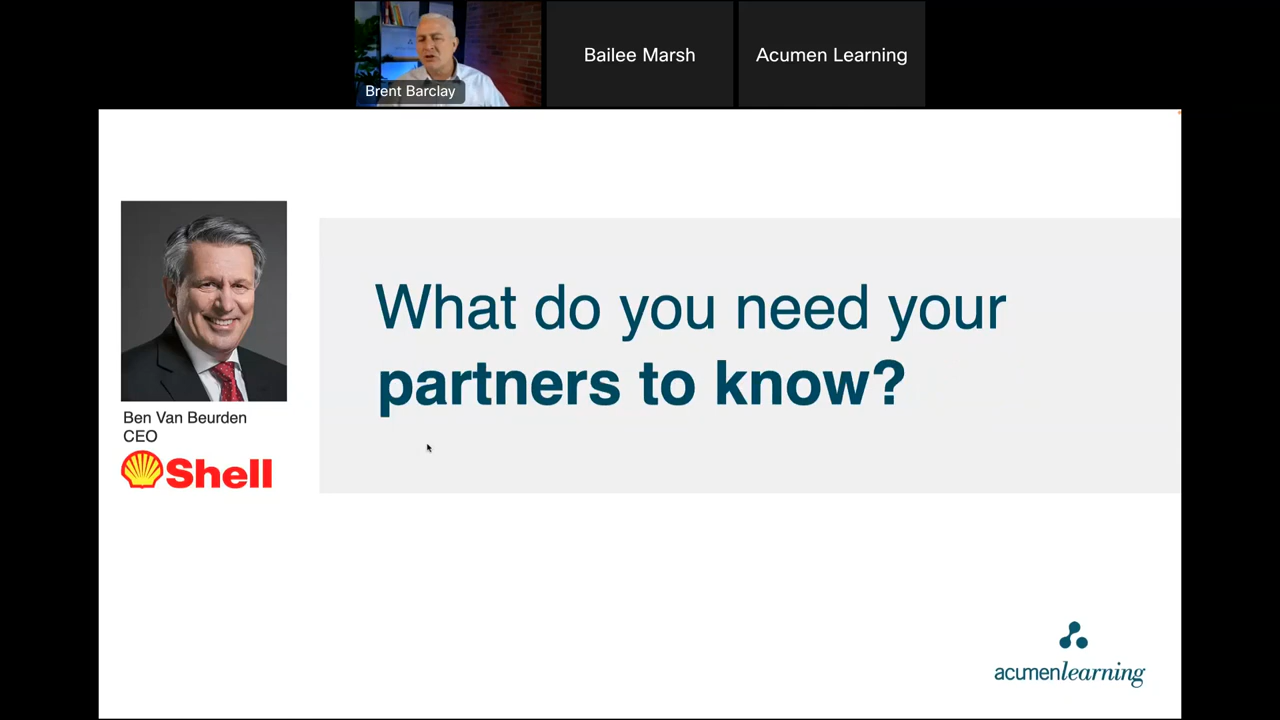 Brent Barclay
Bailee Marsh
Acumen Learning
What do you need your
partners to know?
Ben Van Beurden
CEO
Shell
acumenlearning